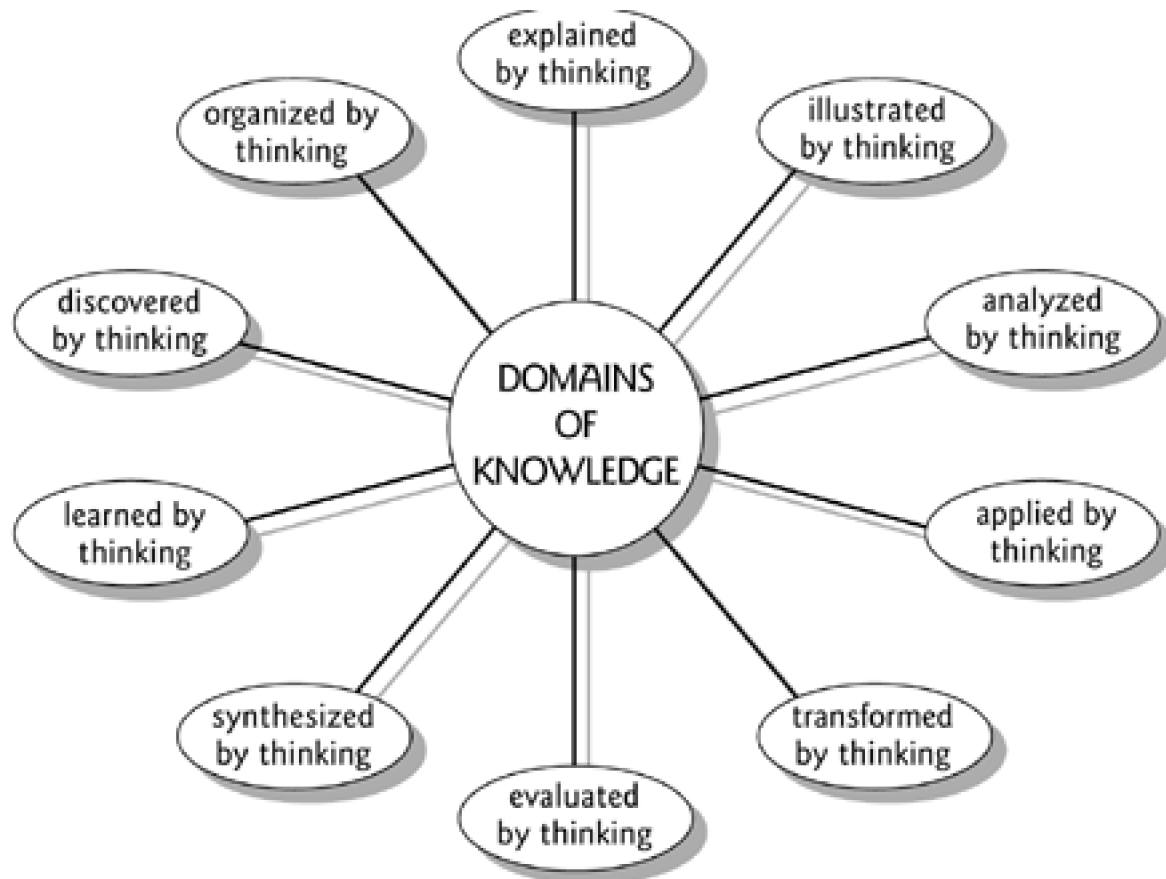 explained
by thinking
organized by
thinking
illustrated
by thinking
discovered
by thinking
analyzed
by thinking
DOMAINS
OF
KNOWLEDGE
learned by
thinking
applied by
thinking
synthesized
by thinking
transformed
by thinking
evaluated
by thinking